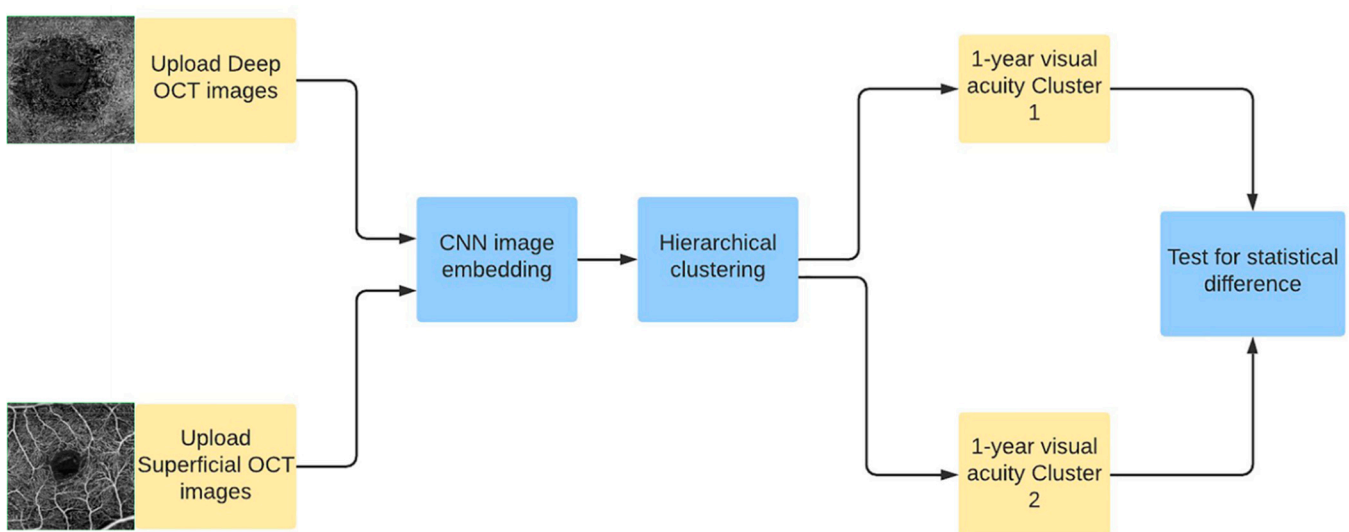 Upload Deep
OCT images
Upload
Superficial OCT
images
CNN image
embedding
Hierarchical
clustering
1-year visual
acuity Cluster
1
1-year visual
acuity Cluster
2
Test for statistical
difference